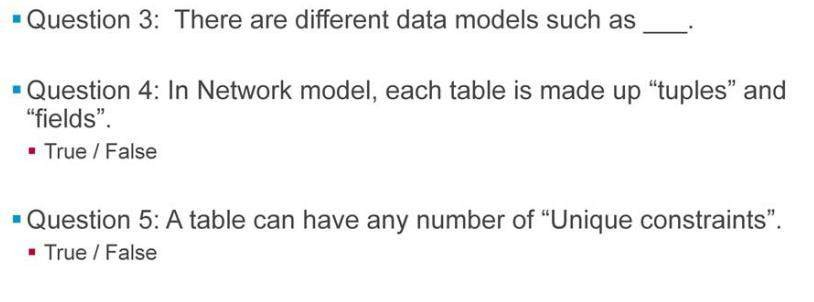 Question 3:  There are different data models such as ___.
Question 4: In Network model, each table is made up “tuples” and
“fields”.
True / False
Question 5: A table can have any number of “Unique constraints”.
True / False